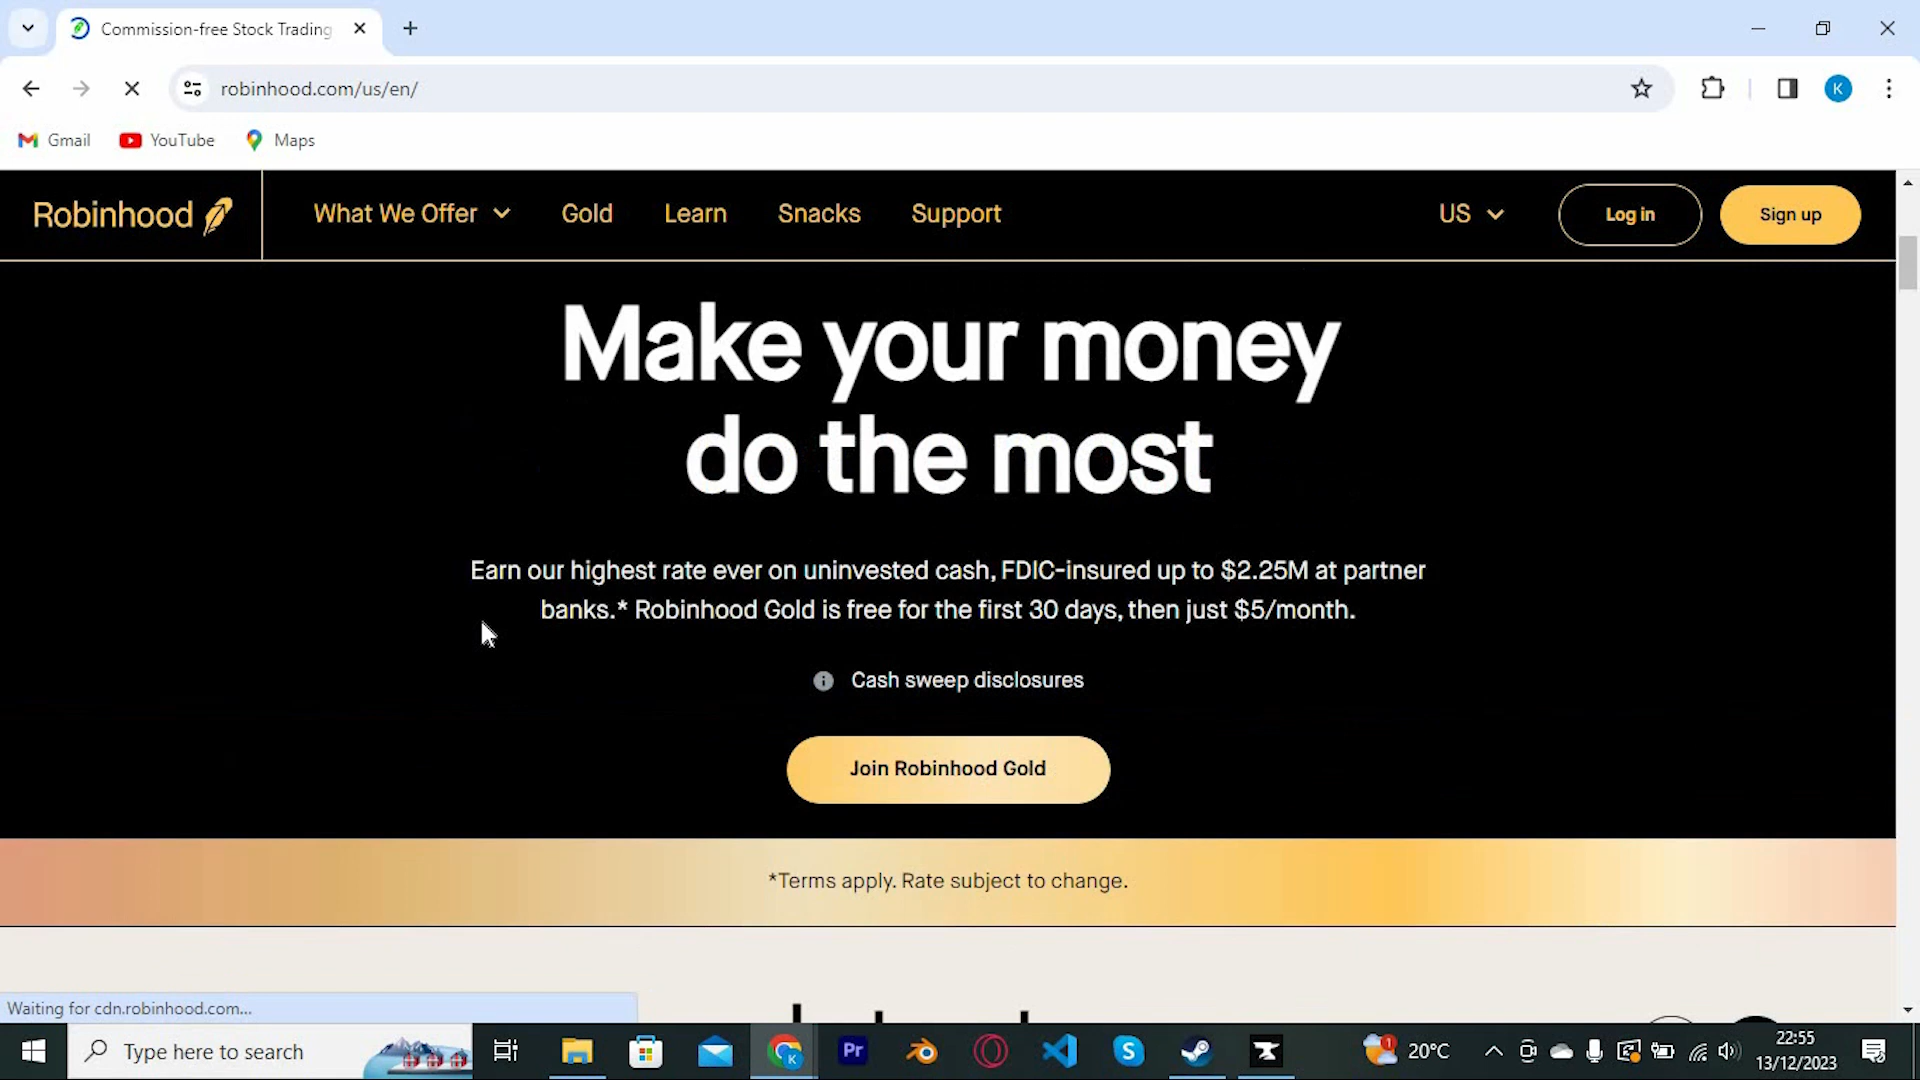 Commission-free Stock Trading
robinhood.com/us/en/
K
Gmail
YouTube
Maps
Robinhood
What We Offer
Gold
Learn
Snacks
Support
US
Log in
Sign up
Make your money
do the most
Earn our highest rate ever on uninvested cash, FDIC-insured up to $2.25M at partner
banks.* Robinhood Gold is free for the first 30 days, then just $5/month.
Cash sweep disclosures
Join Robinhood Gold
*Terms apply. Rate subject to change.
Waiting for cdn.robinhood.com...
Type here to search
K
Pr
S
1
20°C
22:55
13/12/2023